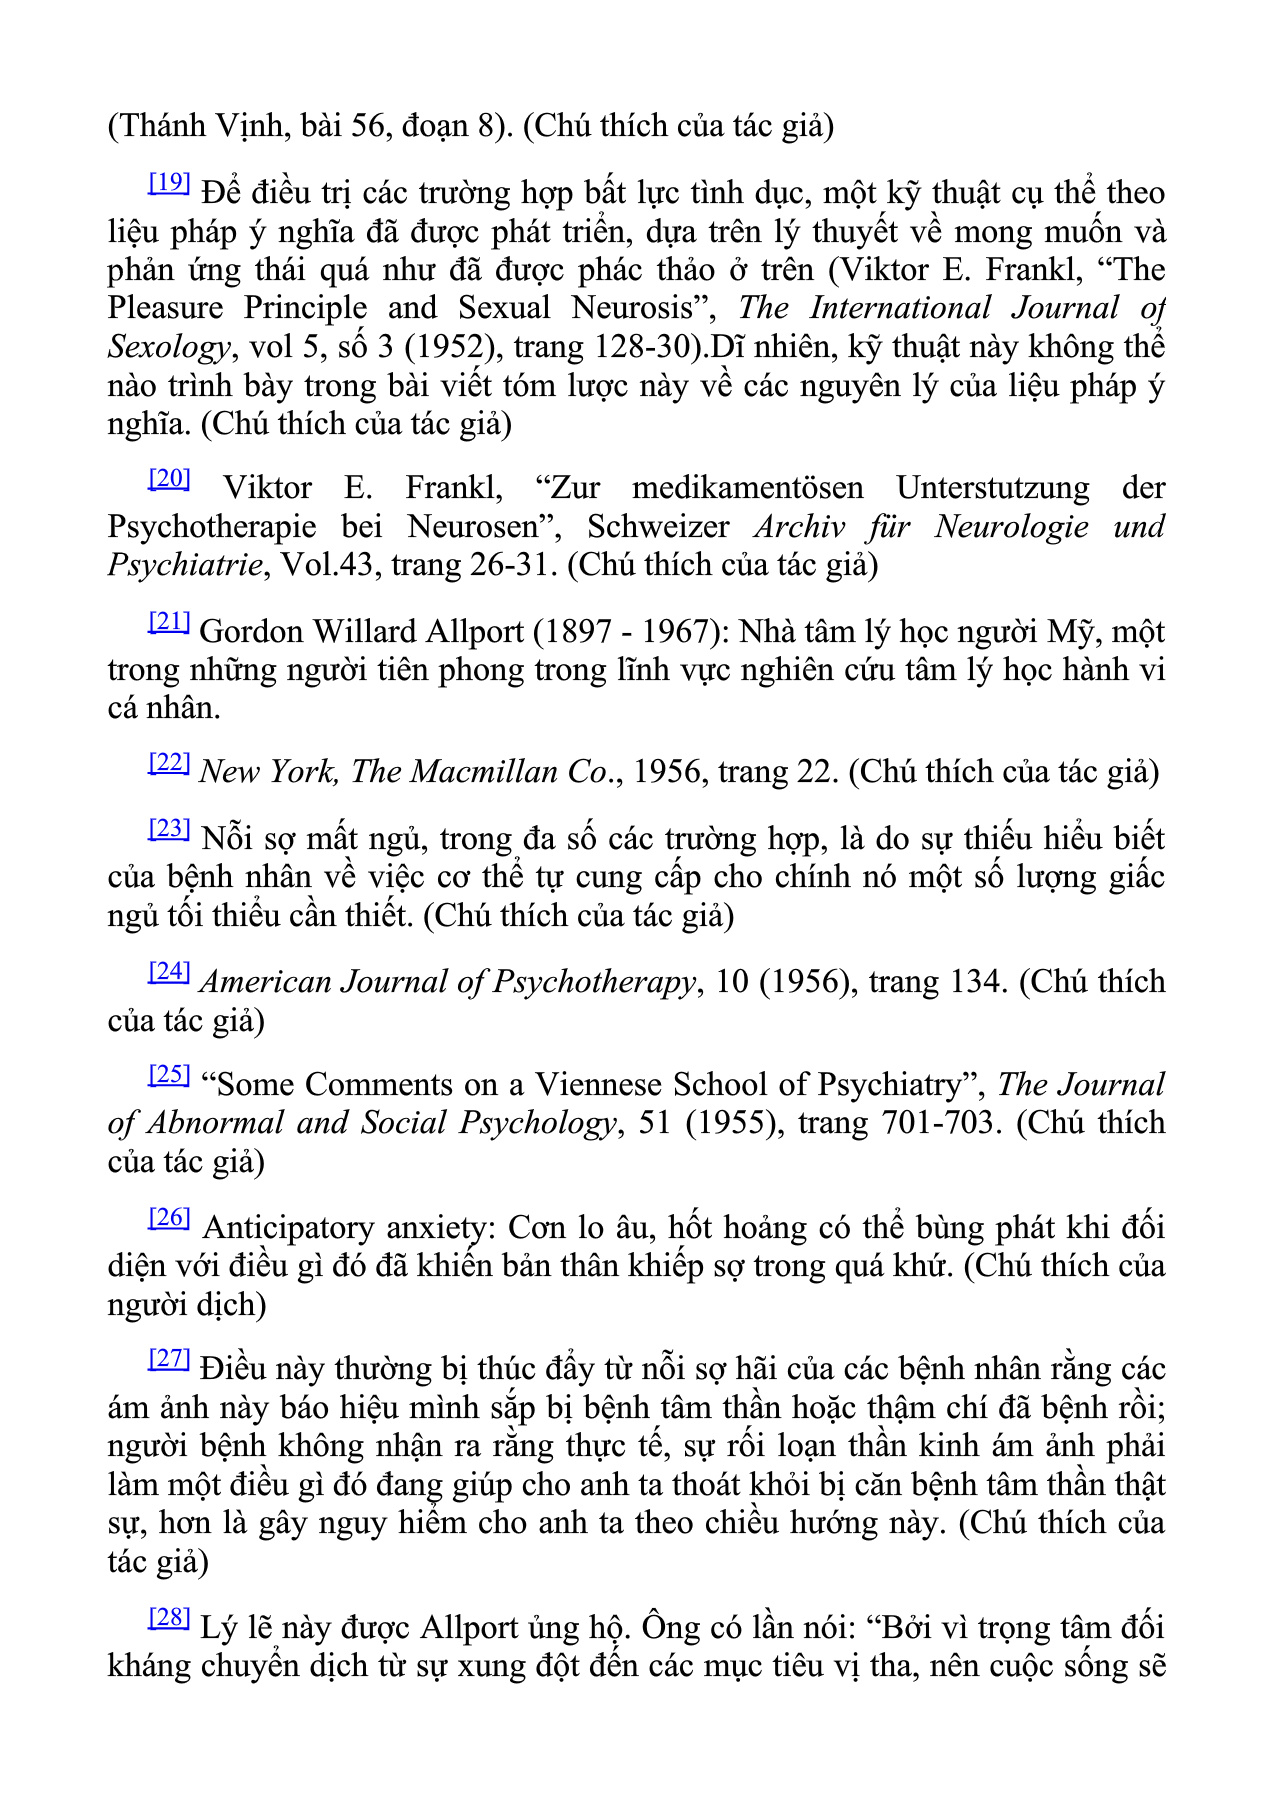 (Thánh Vịnh, bài 56, đoạn 8). (Chú thích của tác giả)
[19] Để điều trị các trường hợp bất lực tình dục, một kỹ thuật cụ thể theo
liệu pháp ý nghĩa đã được phát triển, dựa trên lý thuyết về mong muốn và
phản ứng thái quá như đã được phác thảo ở trên (Viktor E. Frankl, “The
Pleasure Principle and Sexual Neurosis”, The International Journal of
Sexology, vol 5, số 3 (1952), trang 128-30).Dĩ nhiên, kỹ thuật này không thể
nào trình bày trong bài viết tóm lược này về các nguyên lý của liệu pháp ý
nghĩa. (Chú thích của tác giả)
[20] Viktor E. Frankl, “Zur medikamentösen Unterstutzung der
Psychotherapie bei Neurosen”, Schweizer Archiv für Neurologie und
Psychiatrie, Vol.43, trang 26-31. (Chú thích của tác giả)
[21] Gordon Willard Allport (1897 - 1967): Nhà tâm lý học người Mỹ, một
trong những người tiên phong trong lĩnh vực nghiên cứu tâm lý học hành vi
cá nhân.
[22] New York, The Macmillan Co., 1956, trang 22. (Chú thích của tác giả)
[23] Nỗi sợ mất ngủ, trong đa số các trường hợp, là do sự thiếu hiểu biết
của bệnh nhân về việc cơ thể tự cung cấp cho chính nó một số lượng giấc
ngủ tối thiểu cần thiết. (Chú thích của tác giả)
[24] American Journal of Psychotherapy, 10 (1956), trang 134. (Chú thích
của tác giả)
[25] “Some Comments on a Viennese School of Psychiatry”, The Journal
of Abnormal and Social Psychology, 51 (1955), trang 701-703. (Chú thích
của tác giả)
[26] Anticipatory anxiety: Cơn lo âu, hốt hoảng có thể bùng phát khi đối
diện với điều gì đó đã khiến bản thân khiếp sợ trong quá khứ. (Chú thích của
người dịch)
[27] Điều này thường bị thúc đẩy từ nỗi sợ hãi của các bệnh nhân rằng các
ám ảnh này báo hiệu mình sắp bị bệnh tâm thần hoặc thậm chí đã bệnh rồi;
người bệnh không nhận ra rằng thực tế, sự rối loạn thần kinh ám ảnh phải
làm một điều gì đó đang giúp cho anh ta thoát khỏi bị căn bệnh tâm thần thật
sự, hơn là gây nguy hiểm cho anh ta theo chiều hướng này. (Chú thích của
tác giả)
[28] Lý lẽ này được Allport ủng hộ. Ông có lần nói: “Bởi vì trọng tâm đối
kháng chuyển dịch từ sự xung đột đến các mục tiêu vị tha, nên cuộc sống sẽ